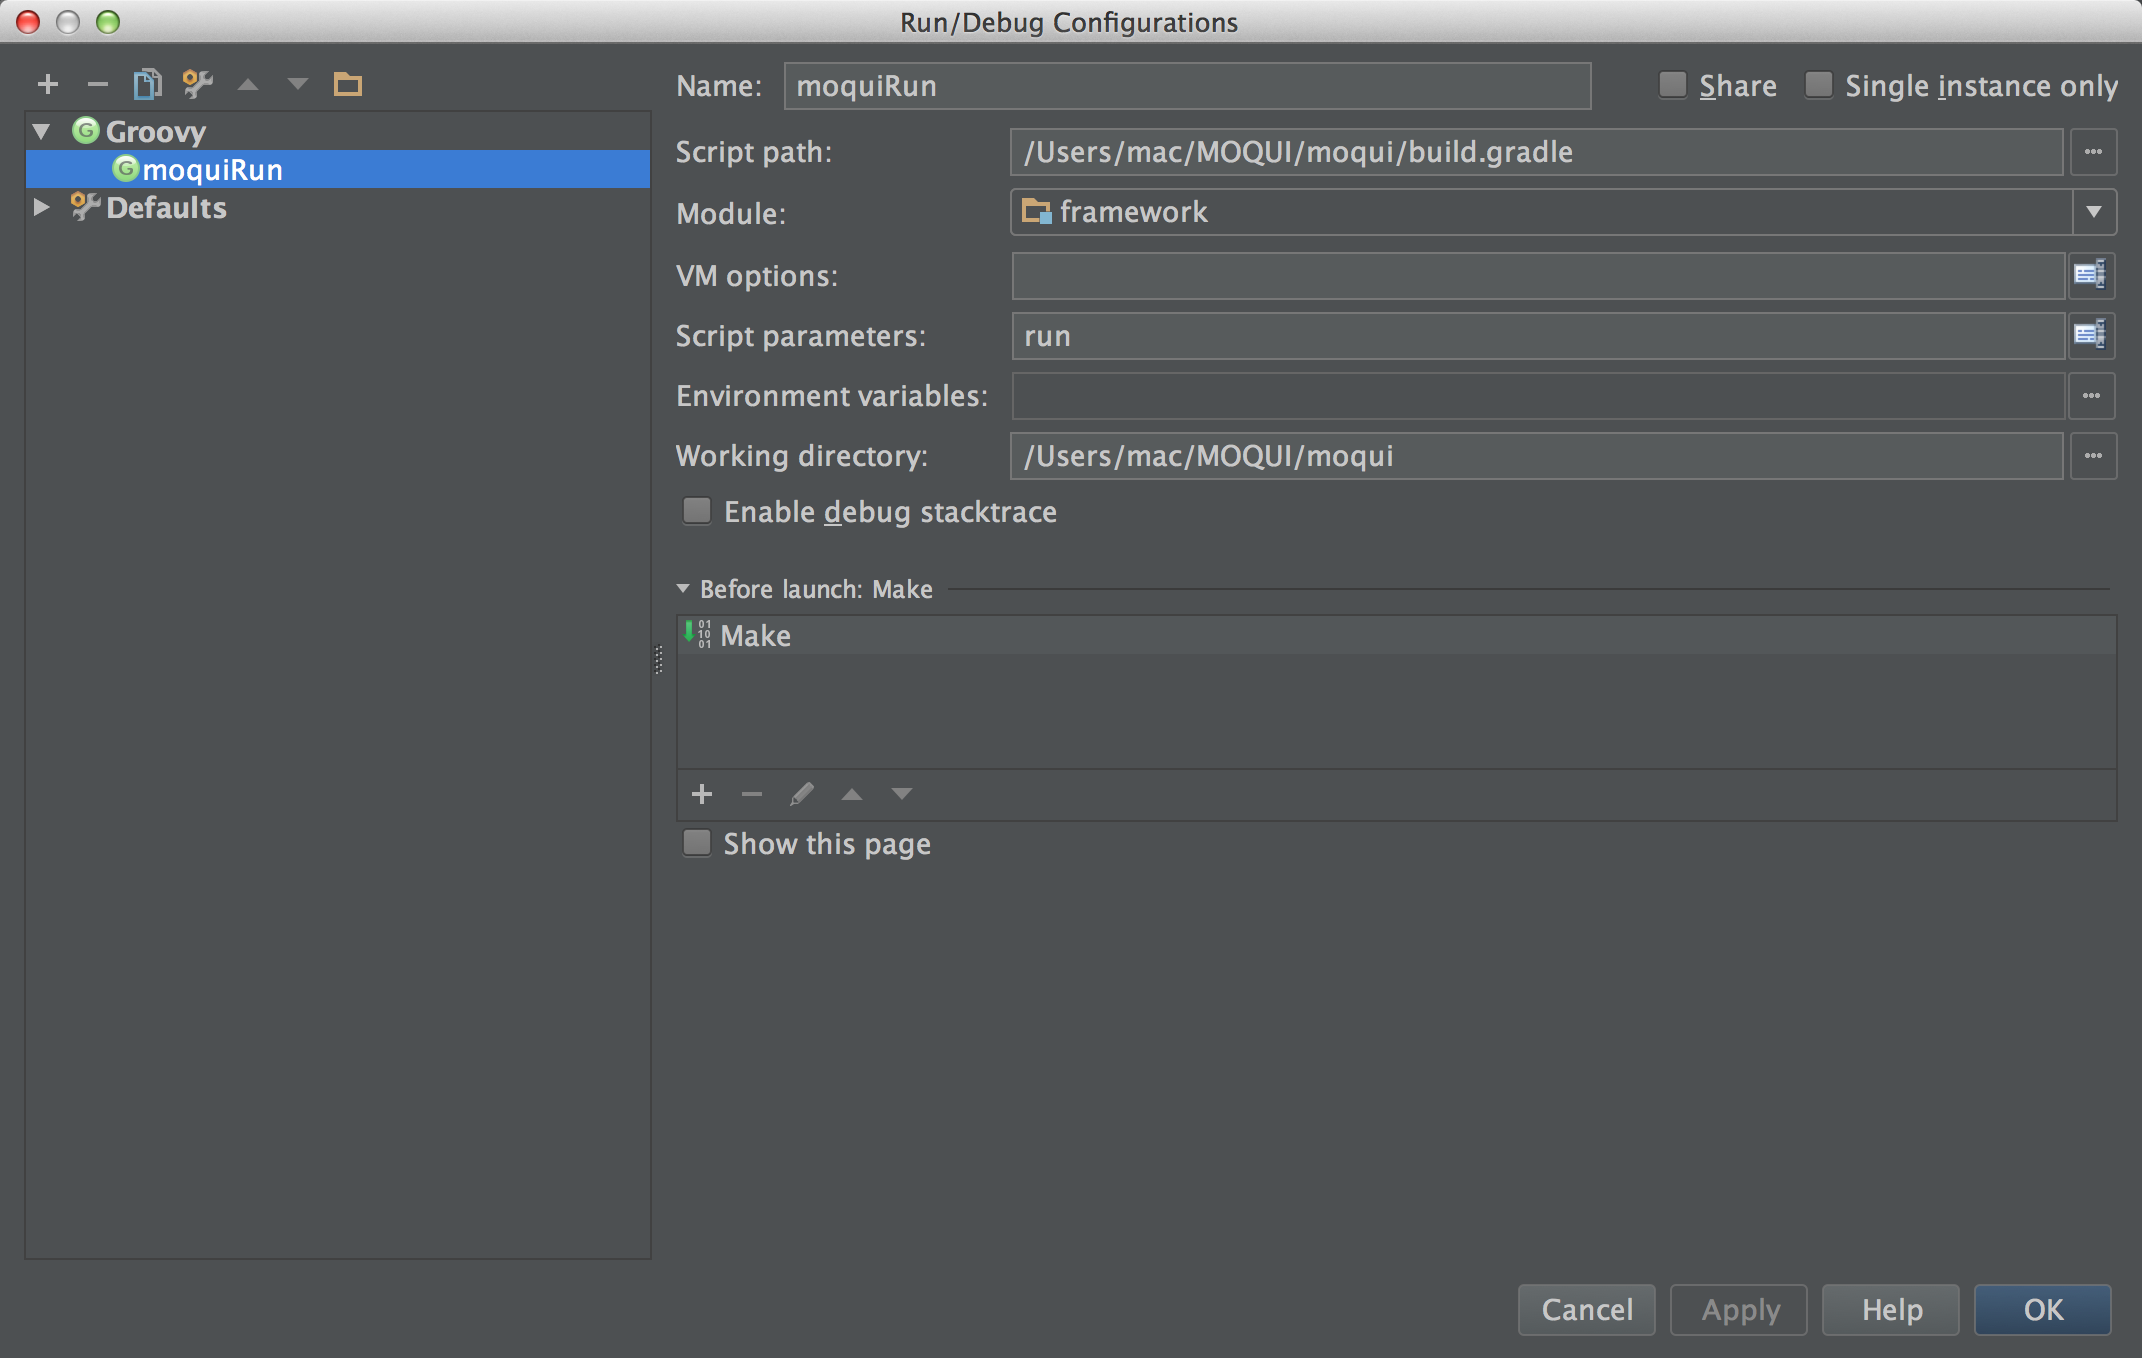 Run/Debug Configurations
Name: moquiRun Share Single instance only
Groovy
moquiRun
Defaults
Script path: /Users/mac/MOQUI/moqui/build.gradle
Module: framework
VM options:
Script parameters: run
Environment variables:
Working directory: /Users/mac/MOQUI/moqui
Enable debug stacktrace
Before launch: Make
Make
Show this page
Cancel Apply Help OK